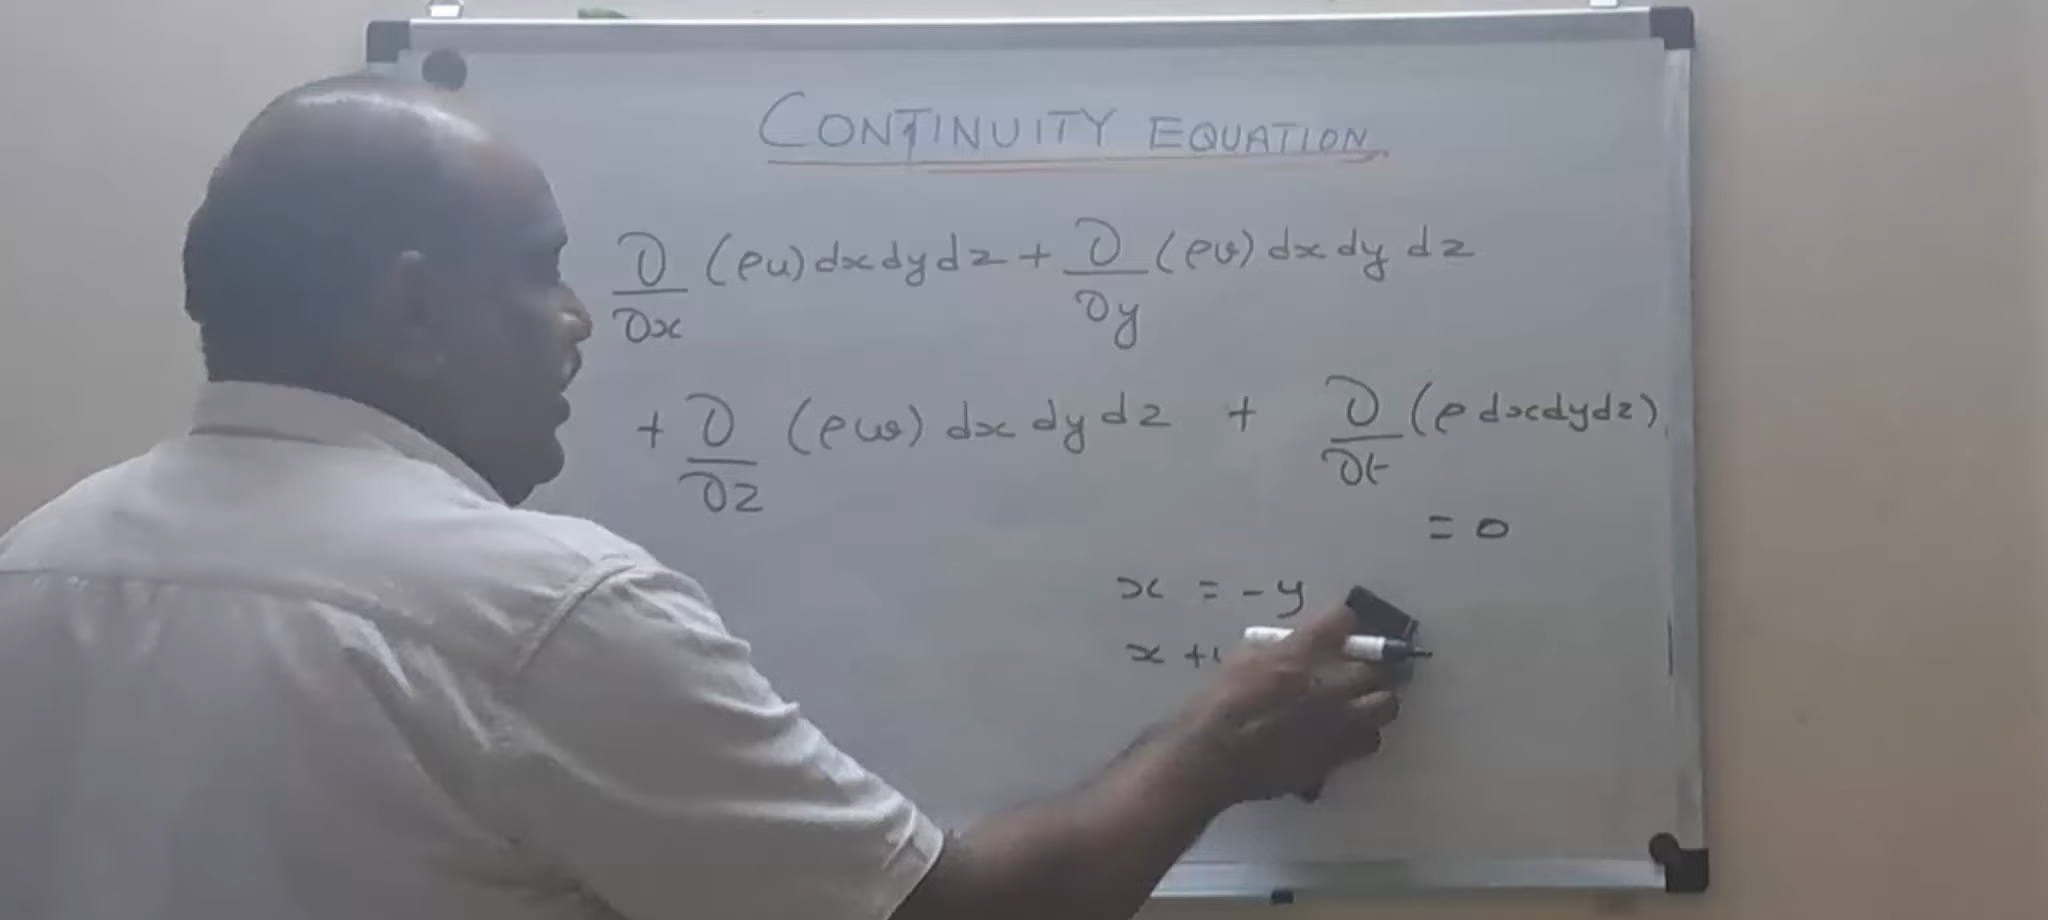 CONTINUITY EQUATION
∂/∂x (ρu) dx dy dz + ∂/∂y (ρv) dx dy dz
+ ∂/∂z (ρw) dx dy dz + ∂/∂t (ρ dx dy dz)
= 0
x = -y
x +